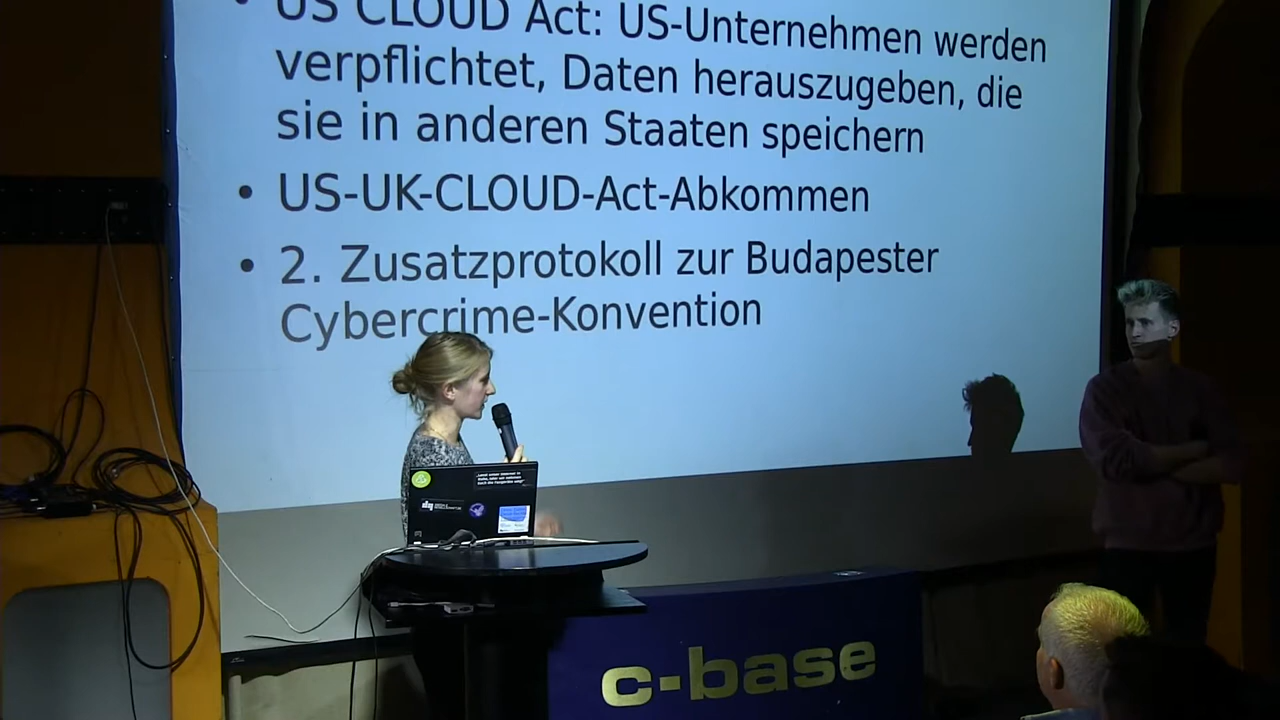 • US CLOUD Act: US-Unternehmen werden
verpflichtet, Daten herauszugeben, die
sie in anderen Staaten speichern
• US-UK-CLOUD-Act-Abkommen
• 2. Zusatzprotokoll zur Budapester
Cybercrime-Konvention
c-base